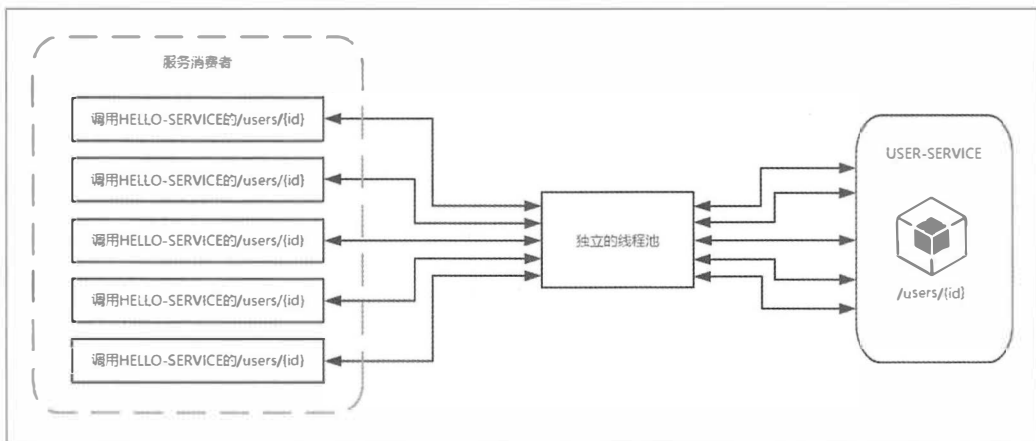 服务消费者
调用HELLO-SERVICE的/users/{id}
调用HELLO-SERVICE的/users/{id}
调用HELLO-SERVICE的/users/{id}
调用HELLO-SERVICE的/users/{id}
调用HELLO-SERVICE的/users/{id}
独立的线程池
USER-SERVICE
/users/{id}